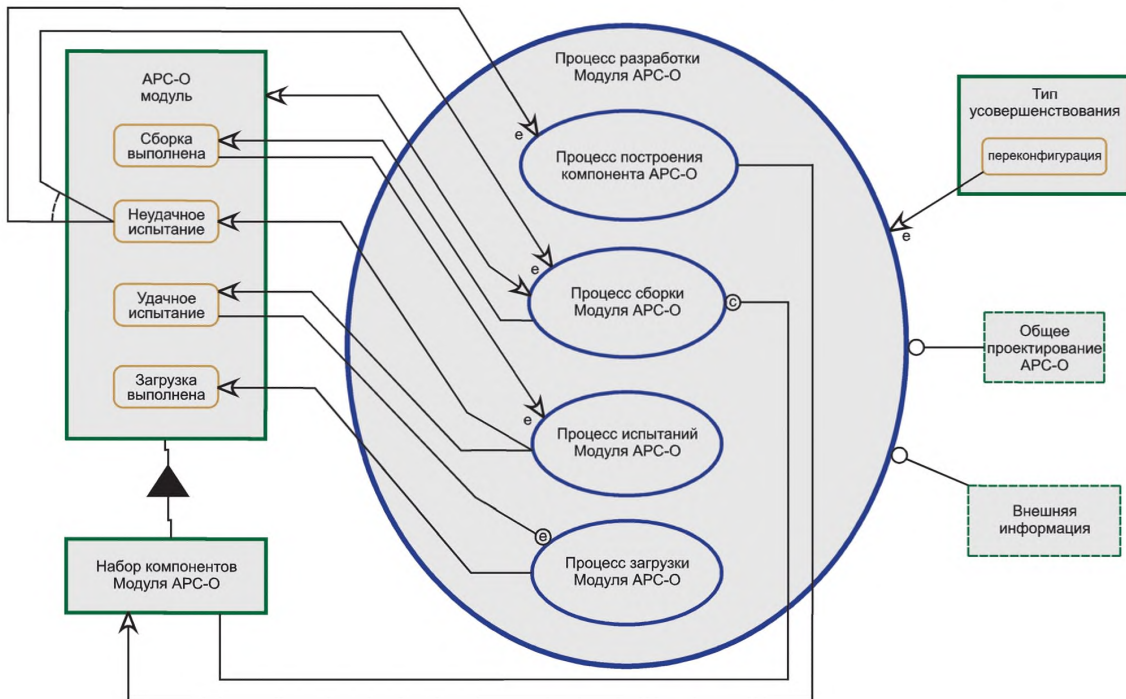 АРС-О
модуль
Сборка
выполнена
Неудачное
испытание
Удачное
испытание
Загрузка
выполнена
Набор компонентов
Модуля АРС-О
Процесс разработки
Модуля АРС-О
e
Процесс построения
компонента АРС-О
e
Процесс сборки
Модуля АРС-О
c
e
Процесс испытаний
Модуля АРС-О
e
Процесс загрузки
Модуля АРС-О
Тип
усовершенствования
переконфигурация
e
Общее
проектирование
АРС-О
Внешняя
информация